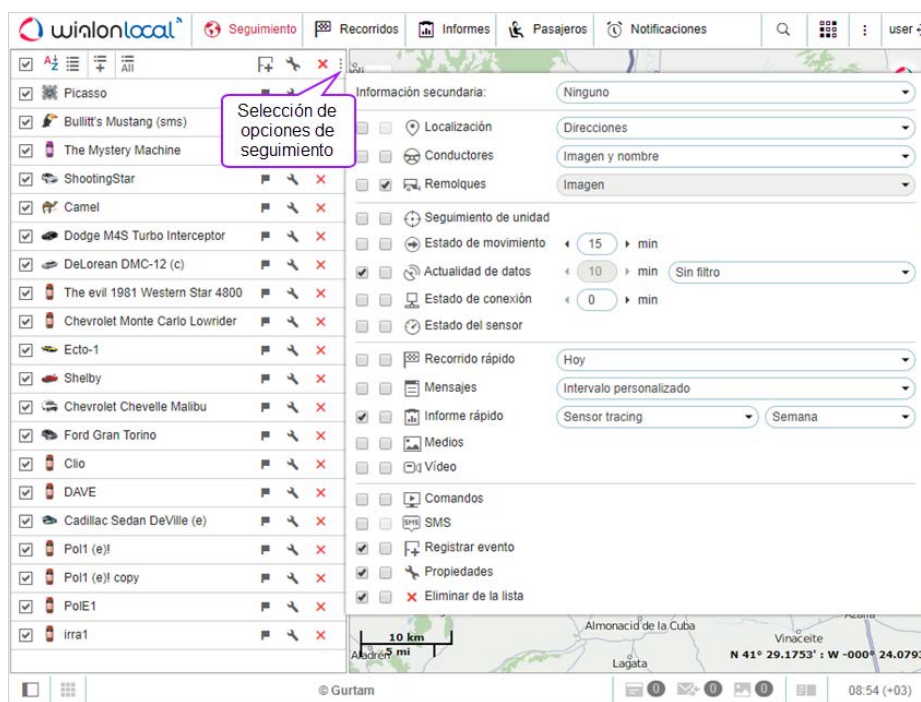 wialonlocal
Seguimiento
Recorridos
Informes
Pasajeros
Notificaciones
user
Selección de
opciones de
seguimiento
Picasso
Bullitt's Mustang (sms)
The Mystery Machine
ShootingStar
Camel
Dodge M4S Turbo Interceptor
DeLorean DMC-12 (c)
The evil 1981 Western Star 4800
Chevrolet Monte Carlo Lowrider
Ecto-1
Shelby
Chevrolet Chevelle Malibu
Ford Gran Torino
Clio
DAVE
Cadillac Sedan DeVille (e)
Pol1 (e)!
Pol1 (e)! copy
PolE1
irra1
Información secundaria: Ninguno
Localización Direcciones
Conductores Imagen y nombre
Remolques Imagen
Seguimiento de unidad
Estado de movimiento 15 min
Actualidad de datos 10 min Sin filtro
Estado de conexión 0 min
Estado del sensor
Recorrido rápido Hoy
Mensajes Intervalo personalizado
Informe rápido Sensor tracing Semana
Medios
Vídeo
Comandos
SMS SMS
Registrar evento
Propiedades
Eliminar de la lista
Almonacid de la Cuba
Vinaceite
10 km
5 mi
Lagata
N 41° 29.1753' : W -000° 24.0793
© Gurtam
0
0
0
08:54 (+03)